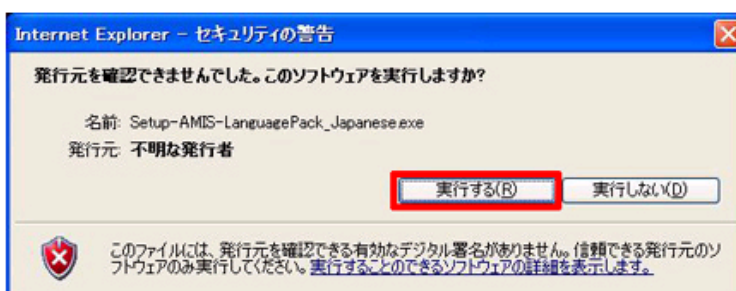 Internet Explorer - セキュリティの警告
発行元を確認できませんでした。このソフトウェアを実行しますか?
名前: Setup-AMIS-LanguagePack_Japanese.exe
発行元: 不明な発行者
実行する(R) 実行しない(D)
このファイルには、発行元を確認できる有効なデジタル署名がありません。信頼できる発行元のソ
フトウェアのみ実行してください。実行することのできるソフトウェアの詳細を表示します。